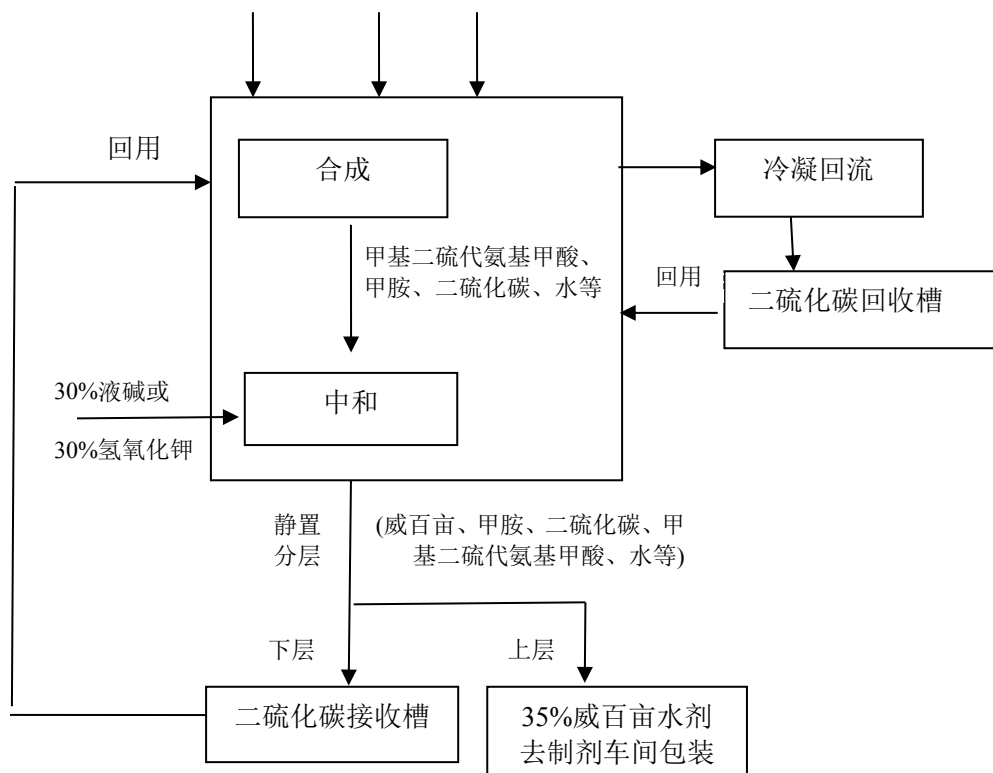 回用
合成
冷凝回流
甲基二硫代氨基甲酸、
甲胺、二硫化碳、水等
回用
二硫化碳回收槽
30%液碱或
30%氢氧化钾
中和
静置
分层
(威百亩、甲胺、二硫化碳、甲
基二硫代氨基甲酸、水等)
下层
上层
二硫化碳接收槽
35%威百亩水剂
去制剂车间包装